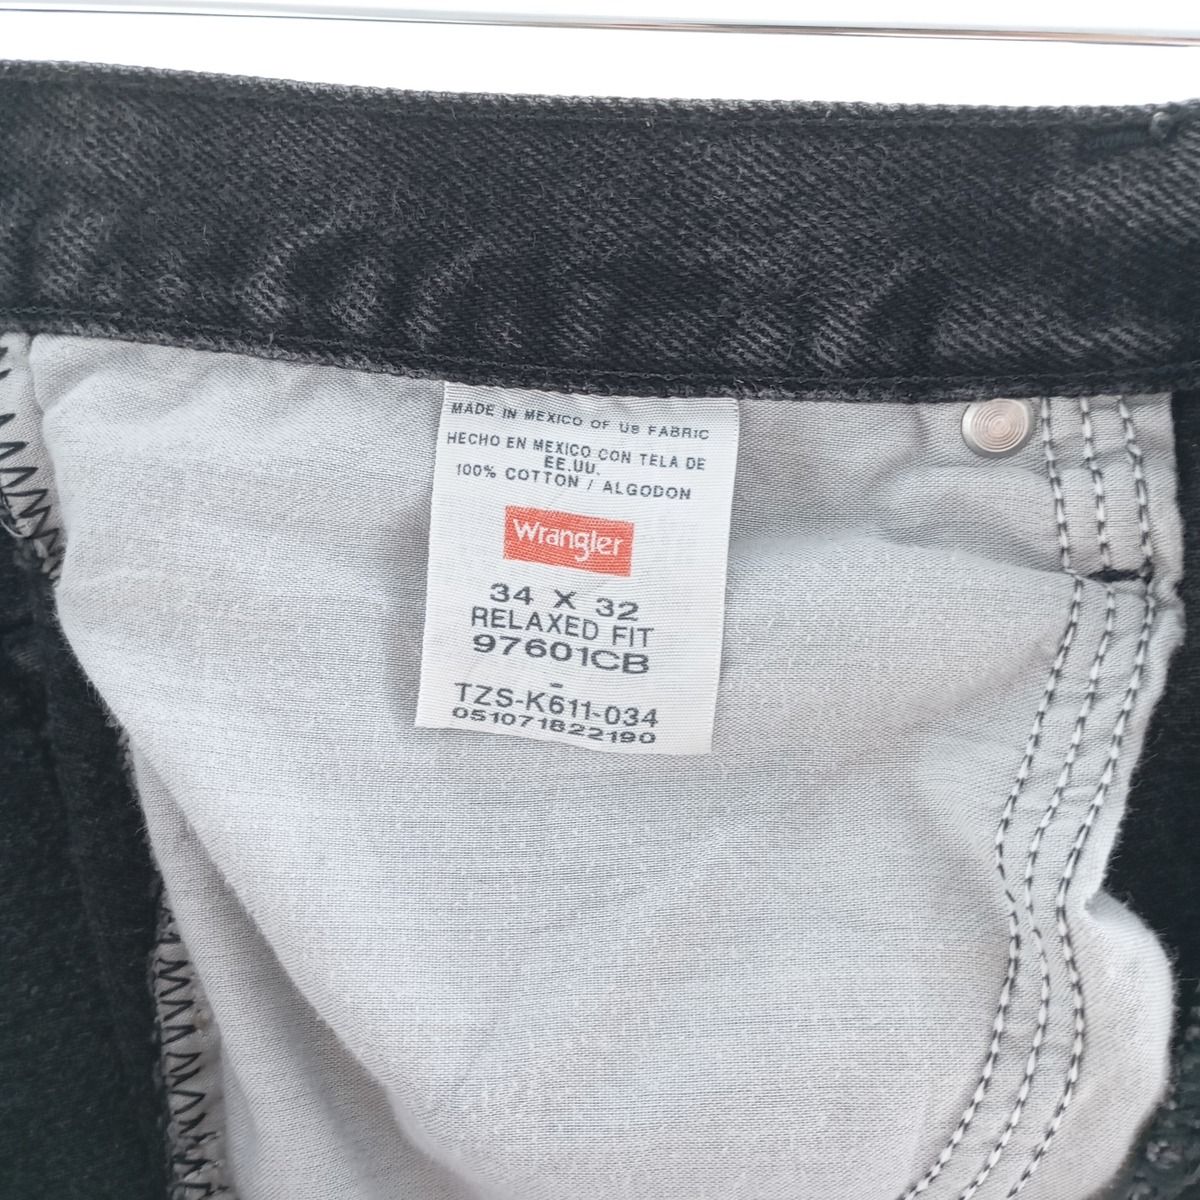 MADE IN MEXICO OF US FABRIC
HECHO EN MEXICO CON TELA DE
EE.UU.
100% COTTON / ALGODON
Wrangler
34 X 32
RELAXED FIT
97601CB
-
TZS-K611-034
051071822190